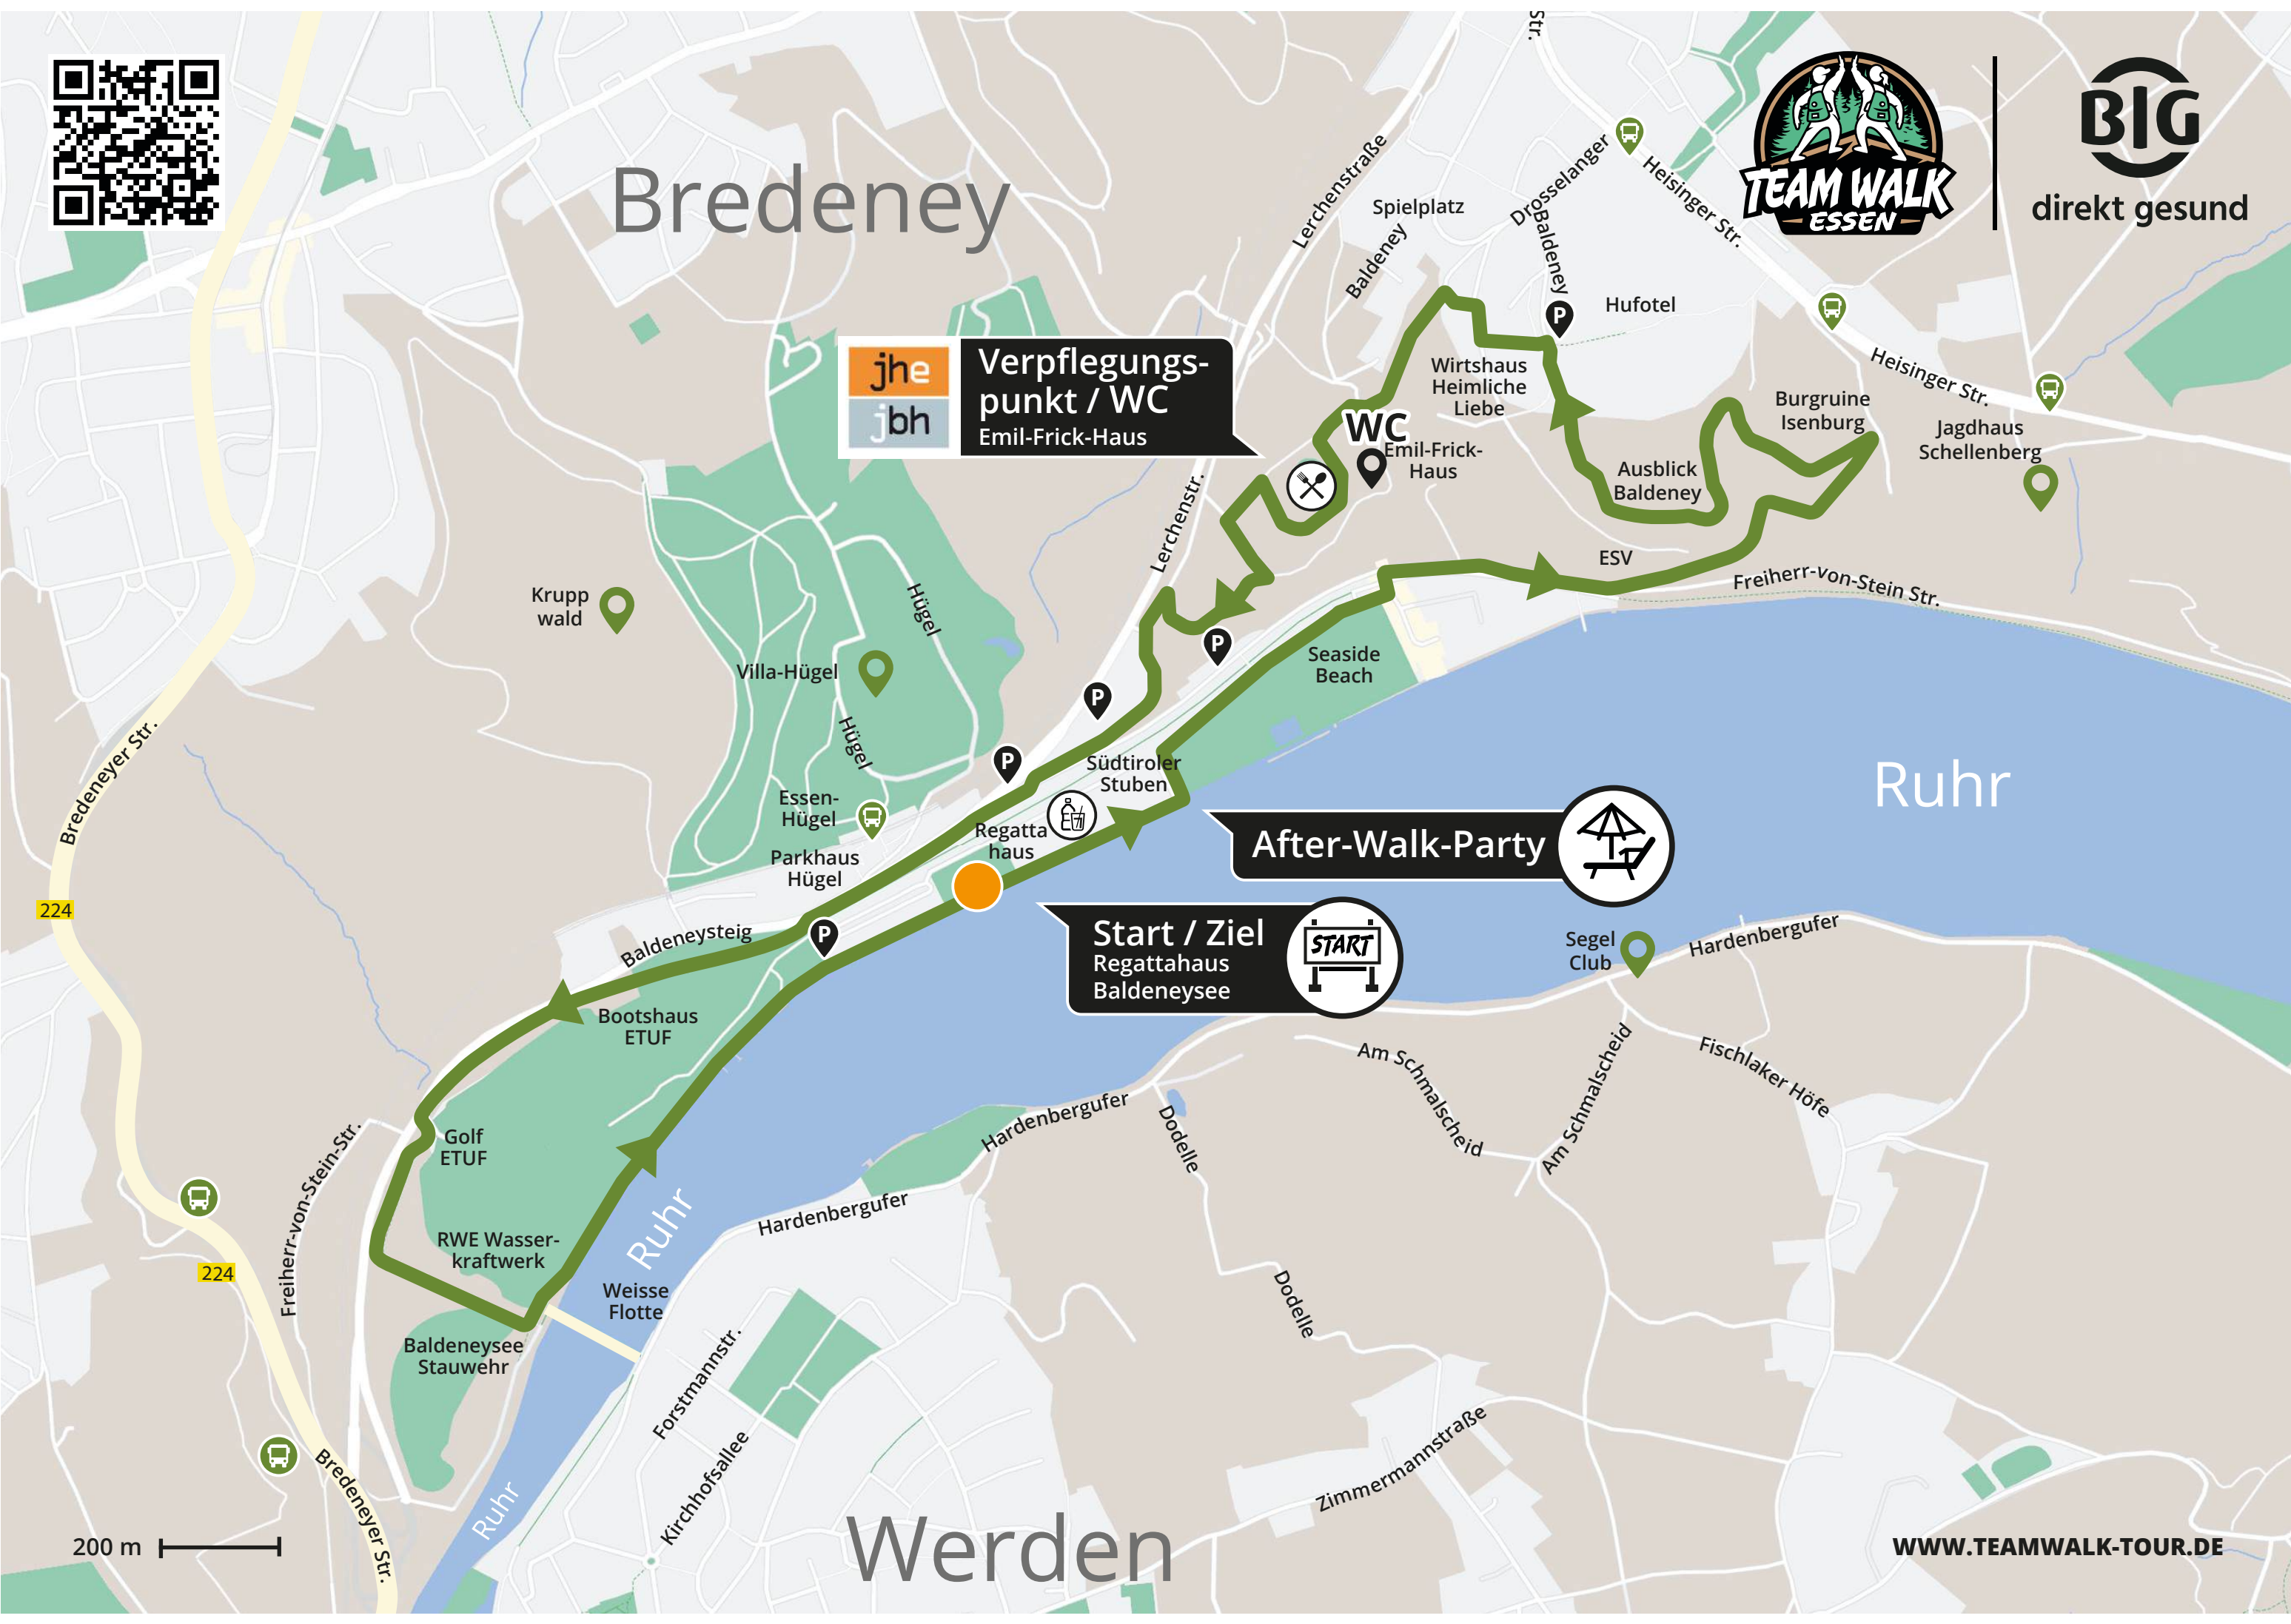 Str.
TEAM WALK
ESSEN
BIG
direkt gesund
Bredeney
Lerchenstraße
Spielplatz
Drosselanger
Heisinger Str.
Baldeney
Baldeney
Hufotel
P
jhe
jbh
Verpflegungs-
punkt / WC
Emil-Frick-Haus
Wirtshaus
Heimliche
Liebe
Heisinger Str.
Burgruine
Isenburg
Jagdhaus
Schellenberg
WC
Emil-Frick-
Haus
Ausblick
Baldeney
Lerchenstr.
ESV
Freiherr-von-Stein Str.
Krupp
wald
Hügel
Villa-Hügel
P
Seaside
Beach
P
Hügel
P
Südtiroler
Stuben
Bredeneyer Str.
Ruhr
Essen-
Hügel
Regatta
haus
Parkhaus
Hügel
After-Walk-Party
224
Baldeneysteig
P
Start / Ziel
Regattahaus
Baldeneysee
START
Segel
Club
Hardenbergufer
Bootshaus
ETUF
Am Schmalscheid
Am Schmalscheid
Fischlaker Höfe
Golf
ETUF
Hardenbergufer
Dodelle
Freiherr-von-Stein-Str.
Hardenbergufer
Ruhr
RWE Wasser-
kraftwerk
224
Weisse
Flotte
Dodelle
Baldeneysee
Stauwehr
Forstmannstr.
Kirchhofsallee
Zimmermannstraße
Bredeneyer Str.
Ruhr
200 m
Werden
WWW.TEAMWALK-TOUR.DE